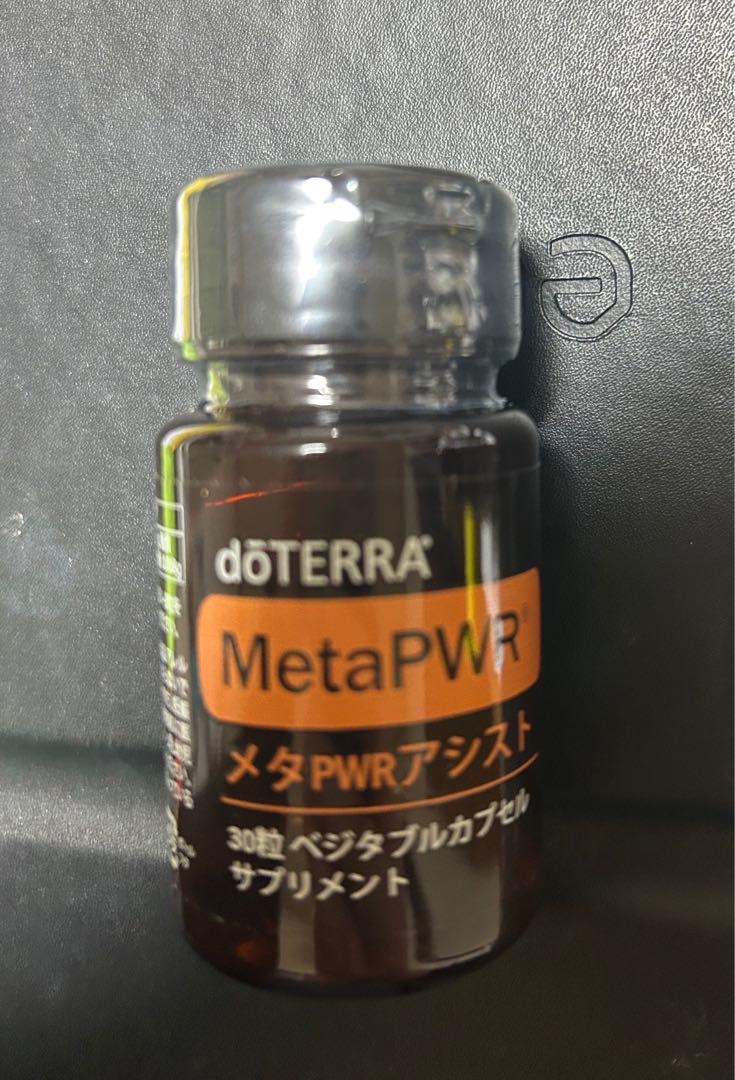 dōTERRA®
MetaPWR®
メタPWRアシスト
30粒 ベジタブルカプセル
サプリメント